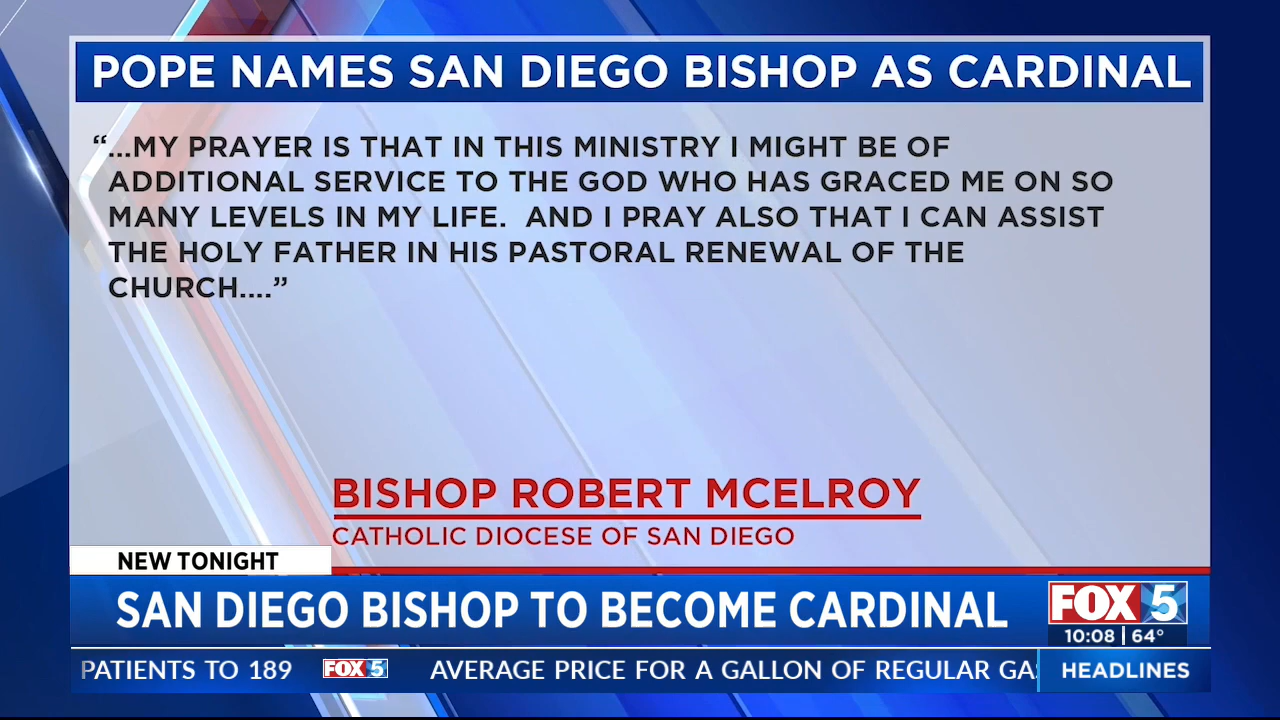 POPE NAMES SAN DIEGO BISHOP AS CARDINAL
“...MY PRAYER IS THAT IN THIS MINISTRY I MIGHT BE OF
ADDITIONAL SERVICE TO THE GOD WHO HAS GRACED ME ON SO
MANY LEVELS IN MY LIFE.  AND I PRAY ALSO THAT I CAN ASSIST
THE HOLY FATHER IN HIS PASTORAL RENEWAL OF THE
CHURCH....”
BISHOP ROBERT MCELROY
CATHOLIC DIOCESE OF SAN DIEGO
NEW TONIGHT
SAN DIEGO BISHOP TO BECOME CARDINAL
FOX 5
10:08 | 64°
PATIENTS TO 189 FOX 5 AVERAGE PRICE FOR A GALLON OF REGULAR GA
HEADLINES